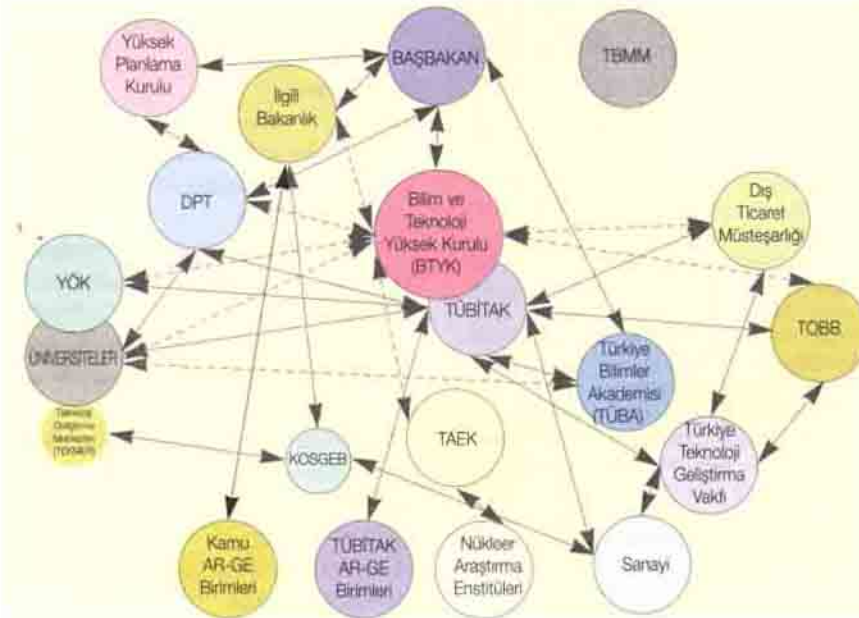 Yüksek
Planlama
Kurulu
BAŞBAKAN
TBMM
İlgili
Bakanlık
DPT
Bilim ve
Teknoloji
Yüksek Kurulu
(BTYK)
Dış
Ticaret
Müsteşarlığı
YÖK
TÜBİTAK
TOBB
ÜNİVERSİTELER
Türkiye
Bilimler
Akademisi
(TÜBA)
TAEK
KOSGEB
Türkiye
Teknoloji
Geliştirma
Vakfı
Kamu
AR-GE
Birimleri
TÜBİTAK
AR-GE
Birimleri
Nükleer
Araştırma
Enstitüleri
Sanayi